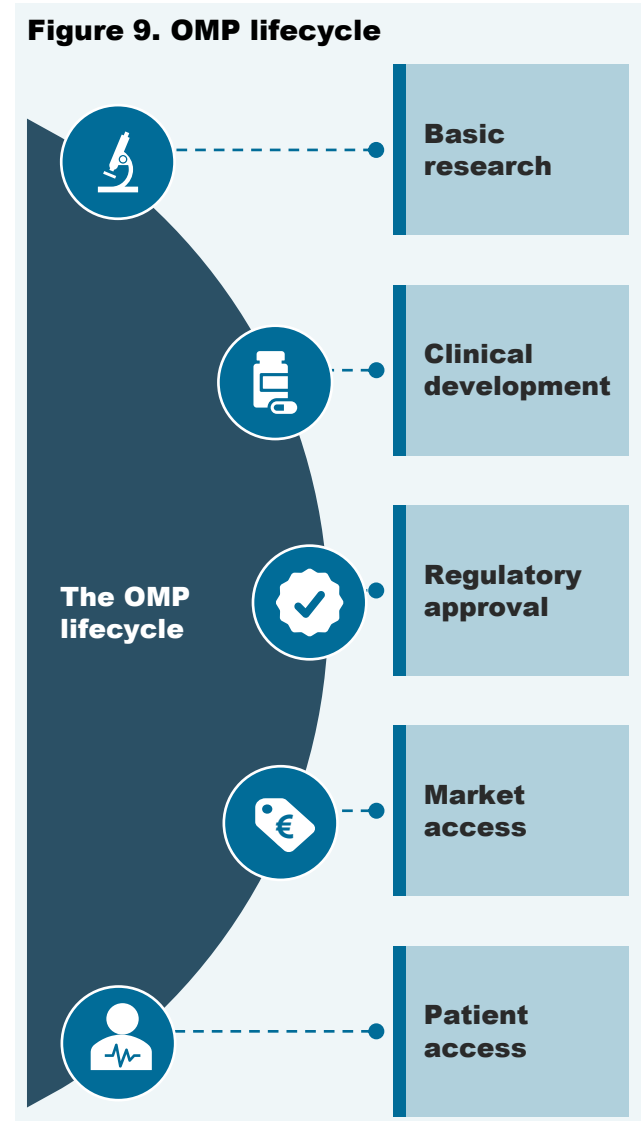 Figure 9. OMP lifecycle
Basic
research
Clinical
development
The OMP
lifecycle
Regulatory
approval
€
Market
access
Patient
access